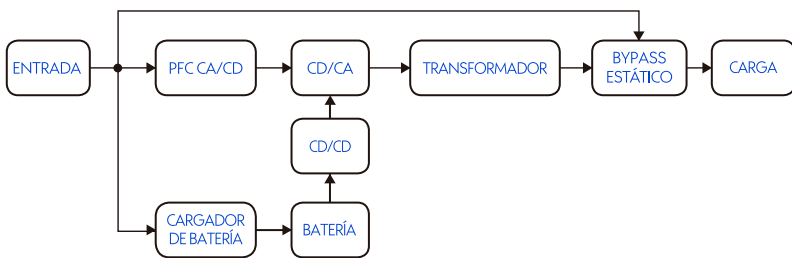 ENTRADA
PFC CA/CD
CD/CA
TRANSFORMADOR
BYPASS
ESTÁTICO
CARGA
CD/CD
CARGADOR
DE BATERÍA
BATERÍA